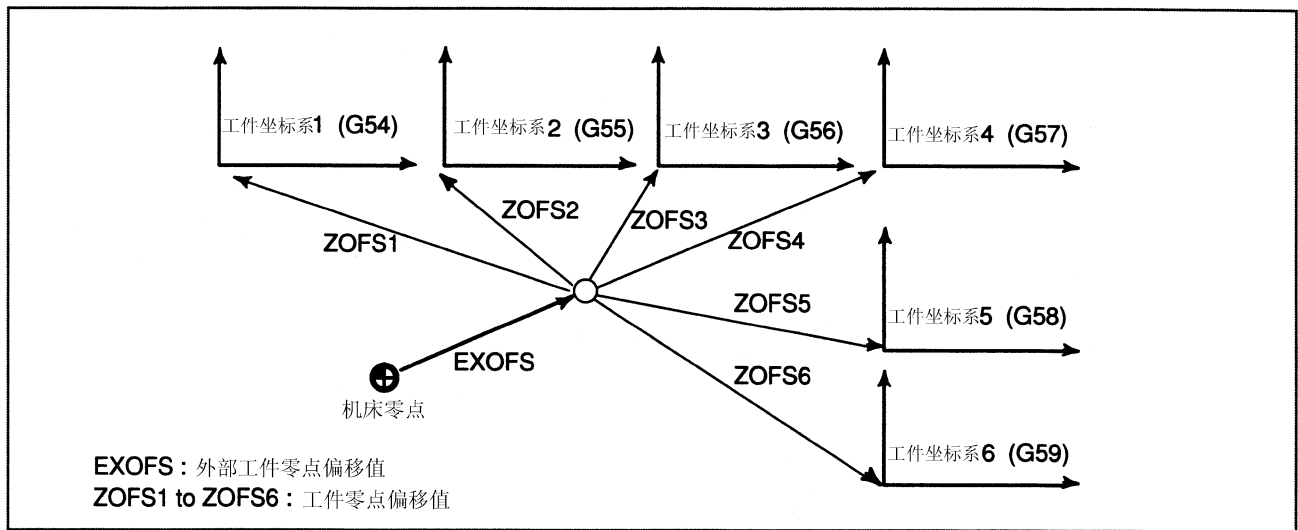 工件坐标系1 (G54)
工件坐标系2 (G55)
工件坐标系3 (G56)
工件坐标系4 (G57)
ZOFS1
ZOFS2
ZOFS3
ZOFS4
ZOFS5
工件坐标系5 (G58)
EXOFS
ZOFS6
机床零点
工件坐标系6 (G59)
EXOFS : 外部工件零点偏移值
ZOFS1 to ZOFS6 : 工件零点偏移值